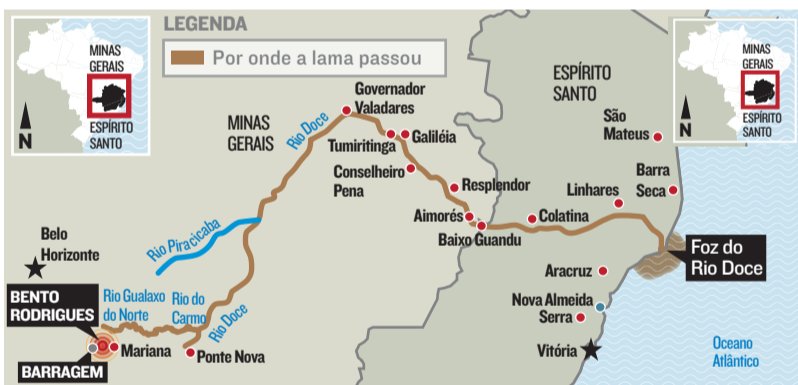 LEGENDA
Por onde a lama passou
MINAS
GERAIS
ESPÍRITO
SANTO
N
MINAS
GERAIS
ESPÍRITO
SANTO
N
Governador
Valadares
ESPÍRITO
SANTO
MINAS
GERAIS
Rio Doce
Tumiritinga
Galiléia
São
Mateus
Conselheiro
Pena
Resplendor
Barra
Seca
Linhares
Aimorés
Colatina
Baixo Guandu
Rio Piracicaba
Belo
Horizonte
Foz do
Rio Doce
Aracruz
BENTO
RODRIGUES
Rio Gualaxo
do Norte
Rio do
Carmo
Rio Doce
Nova Almeida
Serra
Mariana
Ponte Nova
Vitória
Oceano
Atlântico
BARRAGEM